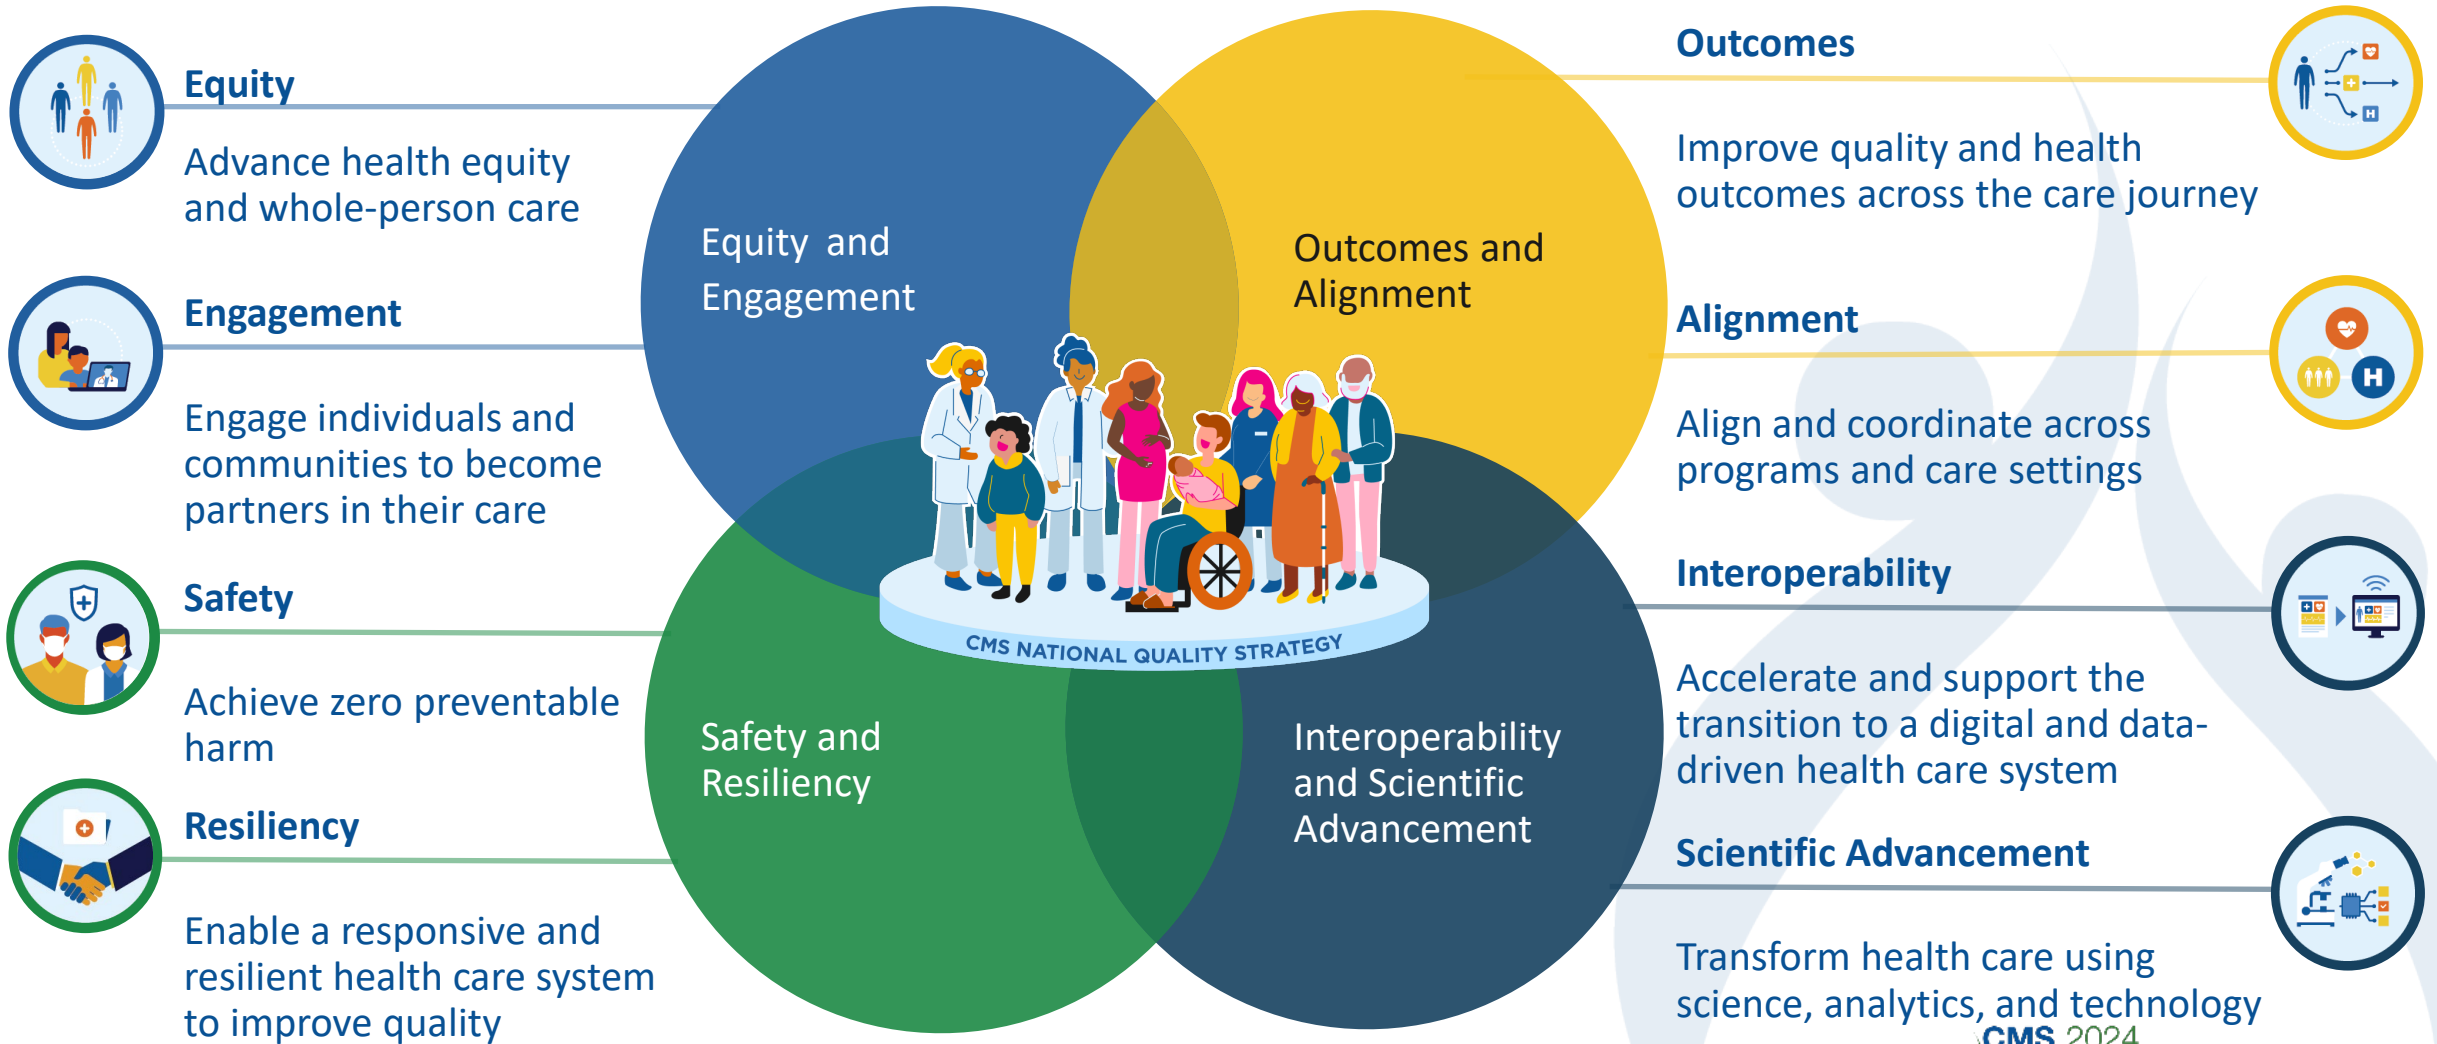 Equity
Advance health equity
and whole-person care
Engagement
Engage individuals and
communities to become
partners in their care
Safety
Achieve zero preventable
harm
Resiliency
Enable a responsive and
resilient health care system
to improve quality
Equity and
Engagement
Outcomes and
Alignment
CMS NATIONAL QUALITY STRATEGY
Safety and
Resiliency
Interoperability
and Scientific
Advancement
Outcomes
Improve quality and health
outcomes across the care journey
H
Alignment
Align and coordinate across
programs and care settings
H
Interoperability
Accelerate and support the
transition to a digital and data-
driven health care system
Scientific Advancement
Transform health care using
science, analytics, and technology
CMS 2024